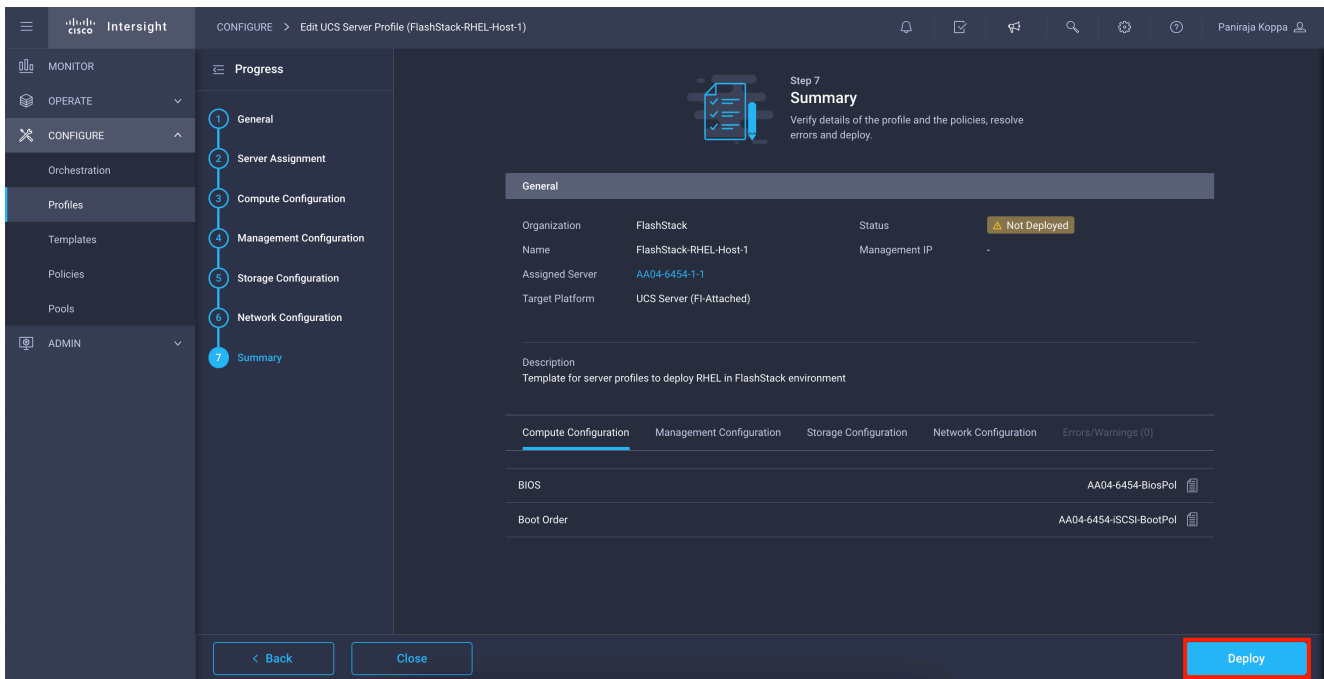 cisco Intersight
CONFIGURE > Edit UCS Server Profile (FlashStack-RHEL-Host-1)
Paniraja Koppa
MONITOR
OPERATE
CONFIGURE
Orchestration
Profiles
Templates
Policies
Pools
ADMIN
Progress
1 General
2 Server Assignment
3 Compute Configuration
4 Management Configuration
5 Storage Configuration
6 Network Configuration
7 Summary
Step 7
Summary
Verify details of the profile and the policies, resolve
errors and deploy.
General
Organization FlashStack Status Not Deployed
Name FlashStack-RHEL-Host-1 Management IP -
Assigned Server AA04-6454-1-1
Target Platform UCS Server (FI-Attached)
Description
Template for server profiles to deploy RHEL in FlashStack environment
Compute Configuration Management Configuration Storage Configuration Network Configuration Errors/Warnings (0)
BIOS AA04-6454-BiosPol
Boot Order AA04-6454-iSCSI-BootPol
< Back Close Deploy